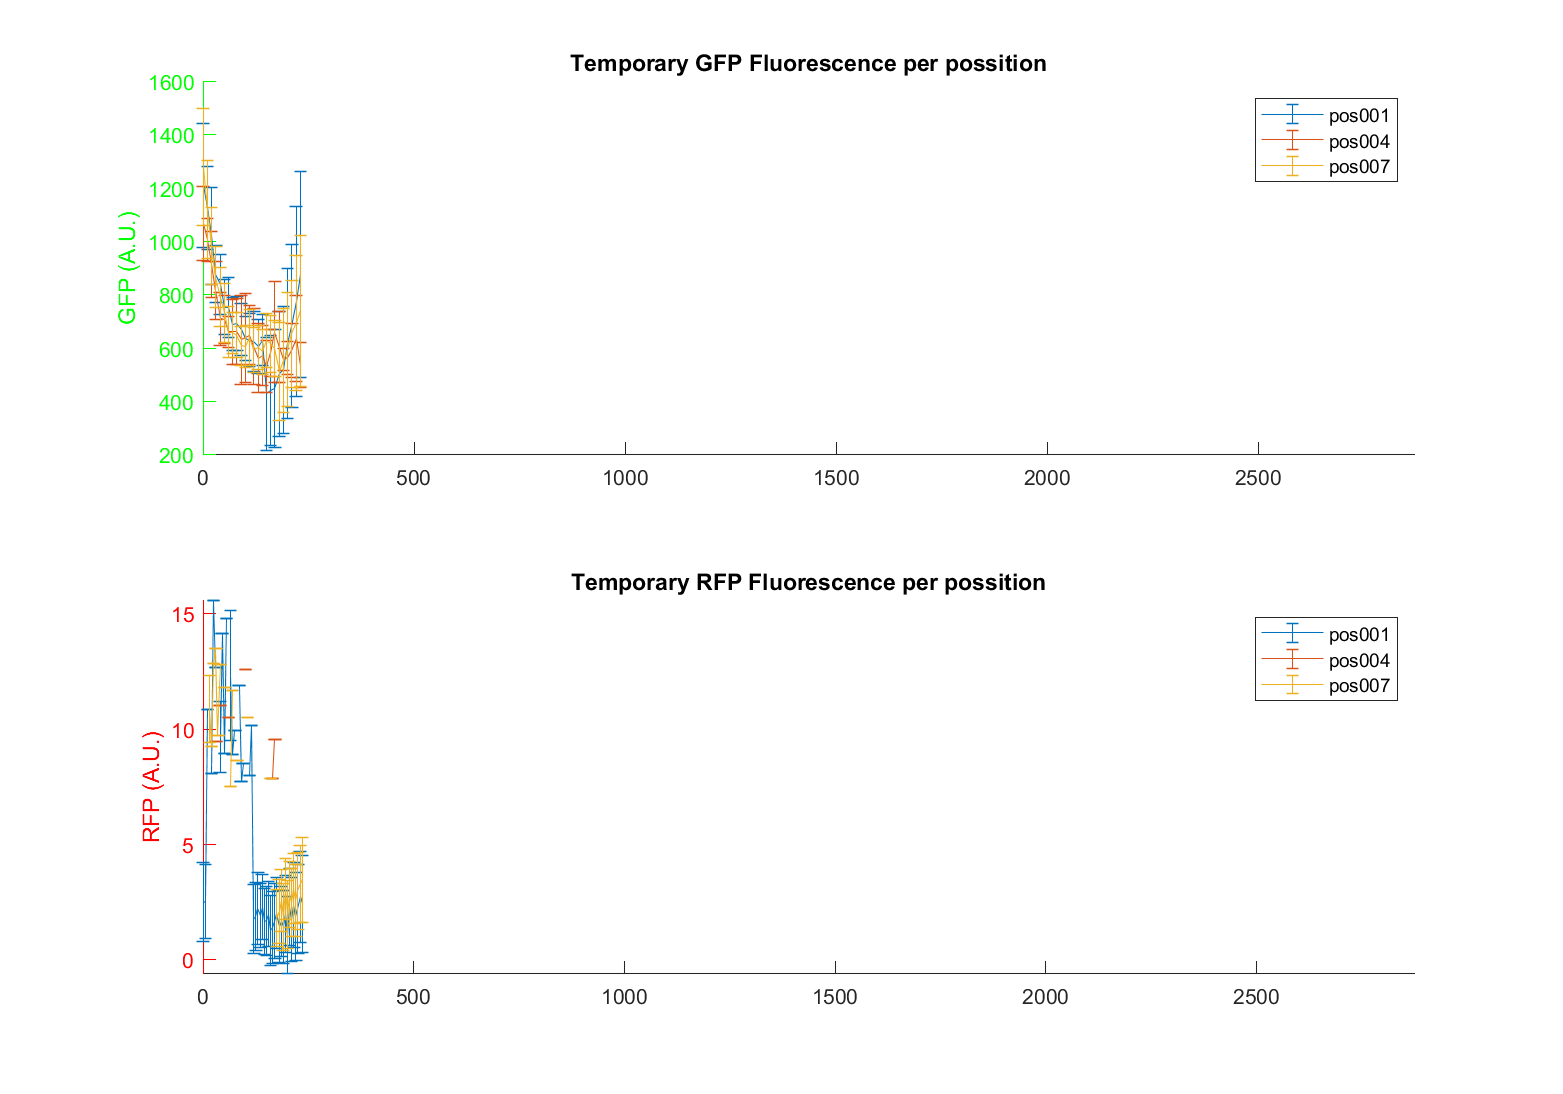 Temporary GFP Fluorescence per possition
1600
1400
1200
1000
800
600
400
200
GFP (A.U.)
0 500 1000 1500 2000 2500
pos001
pos004
pos007
Temporary RFP Fluorescence per possition
15
10
5
0
RFP (A.U.)
0 500 1000 1500 2000 2500
pos001
pos004
pos007